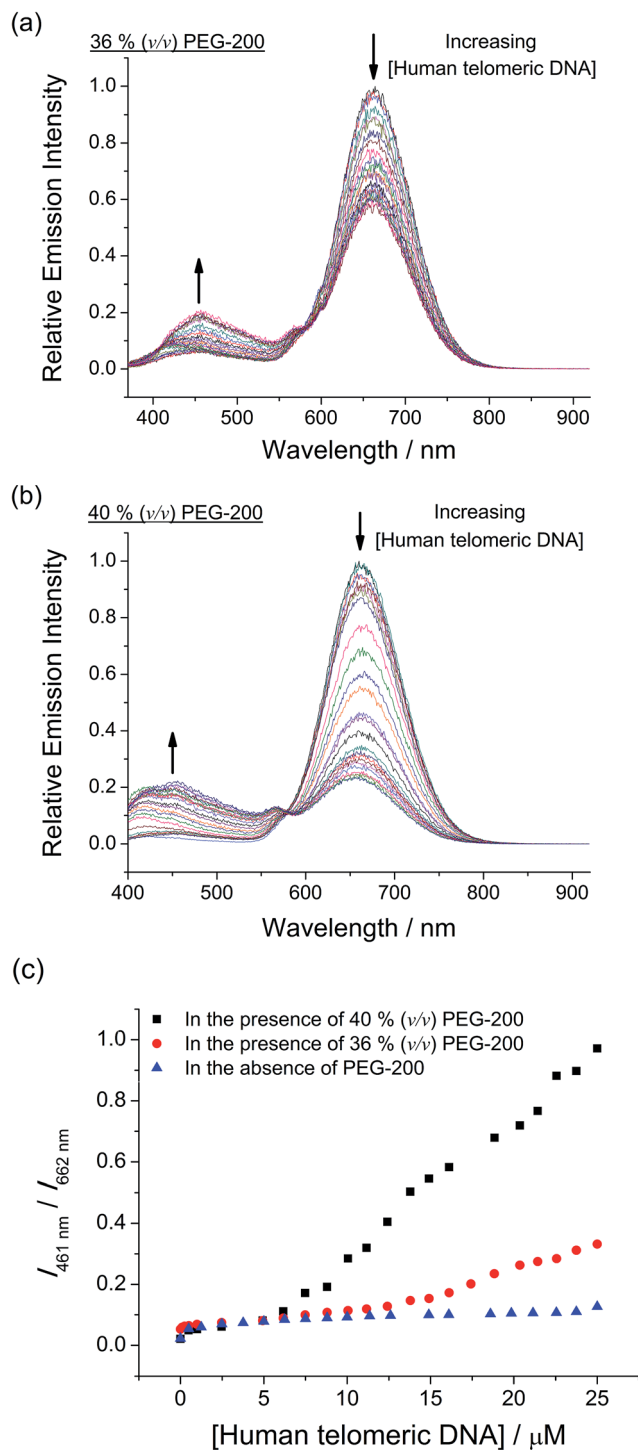 (a)
36 % (v/v) PEG-200
Increasing
[Human telomeric DNA]
1.0
0.8
0.6
0.4
0.2
0.0
Relative Emission Intensity
400 500 600 700 800 900
Wavelength / nm
(b)
40 % (v/v) PEG-200
Increasing
[Human telomeric DNA]
1.0
0.8
0.6
0.4
0.2
0.0
Relative Emission Intensity
400 500 600 700 800 900
Wavelength / nm
(c)
In the presence of 40 % (v/v) PEG-200
In the presence of 36 % (v/v) PEG-200
In the absence of PEG-200
1.0
0.8
0.6
0.4
0.2
0.0
I461 nm / I662 nm
0 5 10 15 20 25
[Human telomeric DNA] / μM